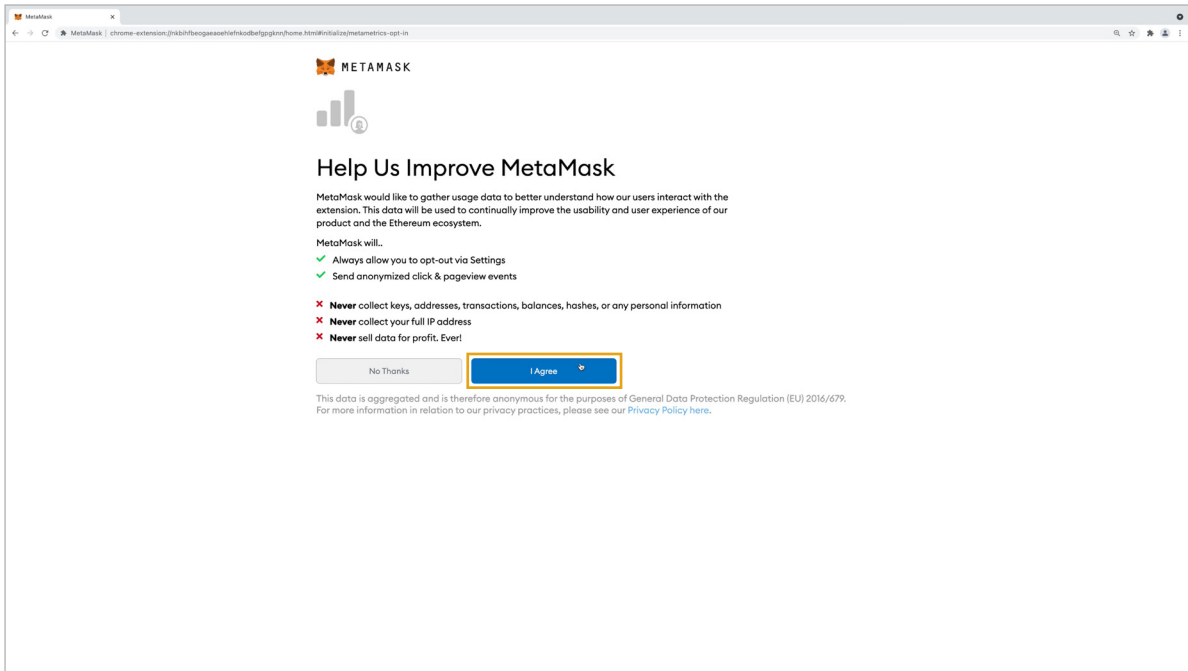 MetaMask
MetaMask | chrome-extension://nkbihfbeogaeaoehlefnkodbefgpgknn/home.html#initialize/metametrics-opt-in
METAMASK
Help Us Improve MetaMask
MetaMask would like to gather usage data to better understand how our users interact with the
extension. This data will be used to continually improve the usability and user experience of our
product and the Ethereum ecosystem.
MetaMask will..
Always allow you to opt-out via Settings
Send anonymized click & pageview events
Never collect keys, addresses, transactions, balances, hashes, or any personal information
Never collect your full IP address
Never sell data for profit. Ever!
No Thanks
I Agree
This data is aggregated and is therefore anonymous for the purposes of General Data Protection Regulation (EU) 2016/679.
For more information in relation to our privacy practices, please see our Privacy Policy here.